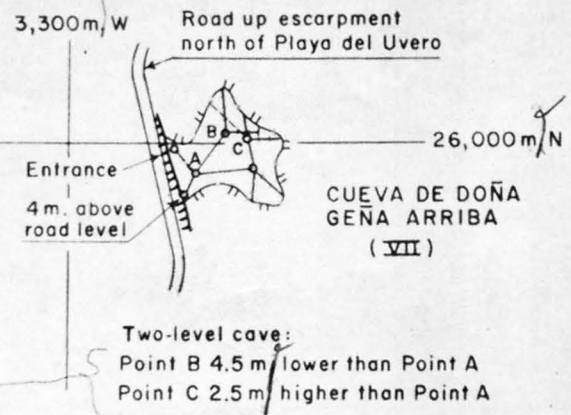 3,300m/W
Road up escarpment
north of Playa del Uvero
B
C
26,000m/N
Entrance
A
4 m. above
road level
CUEVA DE DOÑA
GEÑA ARRIBA
(VII)
Two-level cave:
Point B 4.5 m lower than Point A
Point C 2.5 m higher than Point A